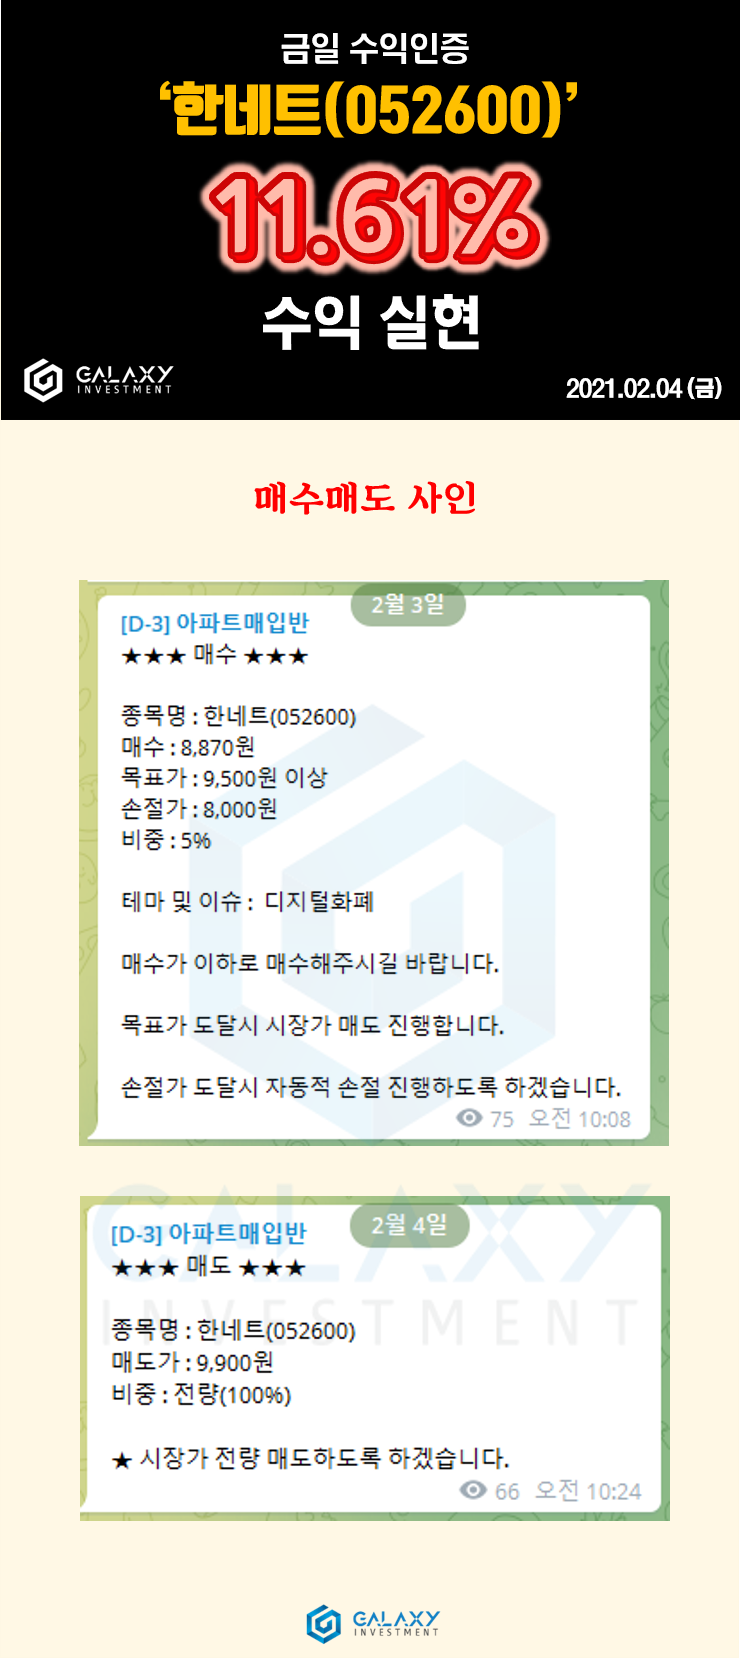 금일 수익인증
‘한네트(052600)’
11.61%
수익 실현
GALAXY
INVESTMENT
2021.02.04 (금)
매수매도 사인
2월 3일
[D-3] 아파트매입반
★★★ 매수 ★★★
종목명 : 한네트(052600)
매수 : 8,870원
목표가 : 9,500원 이상
손절가 : 8,000원
비중 : 5%
테마 및 이슈 : 디지털화폐
매수가 이하로 매수해주시길 바랍니다.
목표가 도달시 시장가 매도 진행합니다.
손절가 도달시 자동적 손절 진행하도록 하겠습니다.
75 오전 10:08
GALAXY
INVESTMENT
2월 4일
[D-3] 아파트매입반
★★★ 매도 ★★★
종목명 : 한네트(052600)
매도가 : 9,900원
비중 : 전량(100%)
★ 시장가 전량 매도하도록 하겠습니다.
66 오전 10:24
GALAXY
INVESTMENT